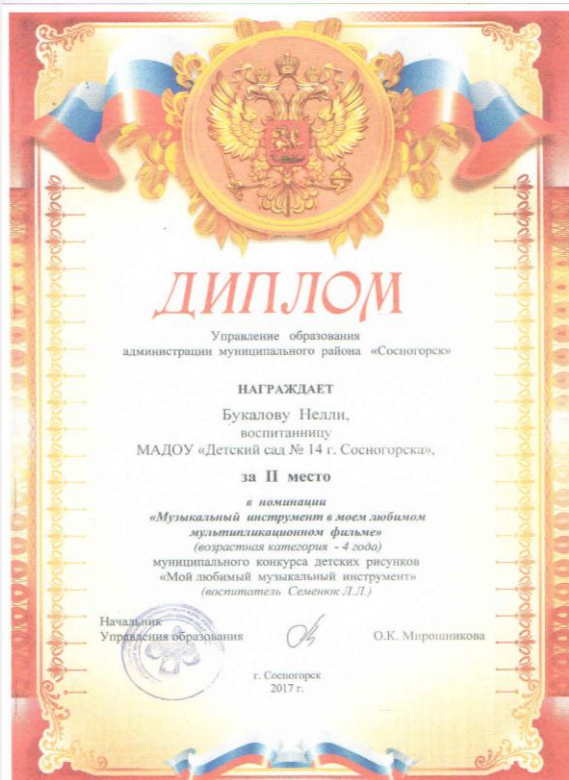 ДИПЛОМ
Управление образования
администрации муниципального района «Сосногорск»
НАГРАЖДАЕТ
Букалову Нелли,
воспитанницу
МАДОУ «Детский сад № 14 г. Сосногорска»,
за II место
в номинации
«Музыкальный инструмент в моем любимом
мультипликационном фильме»
(возрастная категория - 4 года)
муниципального конкурса детских рисунков
«Мой любимый музыкальный инструмент»
(воспитатель Семенюк Л.Л.)
Начальник
Управления образования
О.К. Мирошникова
г. Сосногорск
2017 г.